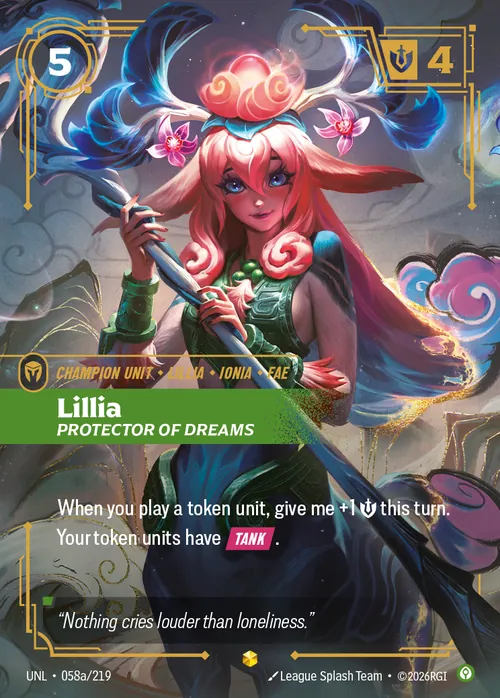 5
4
CHAMPION UNIT • LILLIA • IONIA • FAE
Lillia
PROTECTOR OF DREAMS
When you play a token unit, give me +1 this turn.
Your token units have TANK.
“Nothing cries louder than loneliness.”
UNL • 058a/219
League Splash Team • ©2026RGI